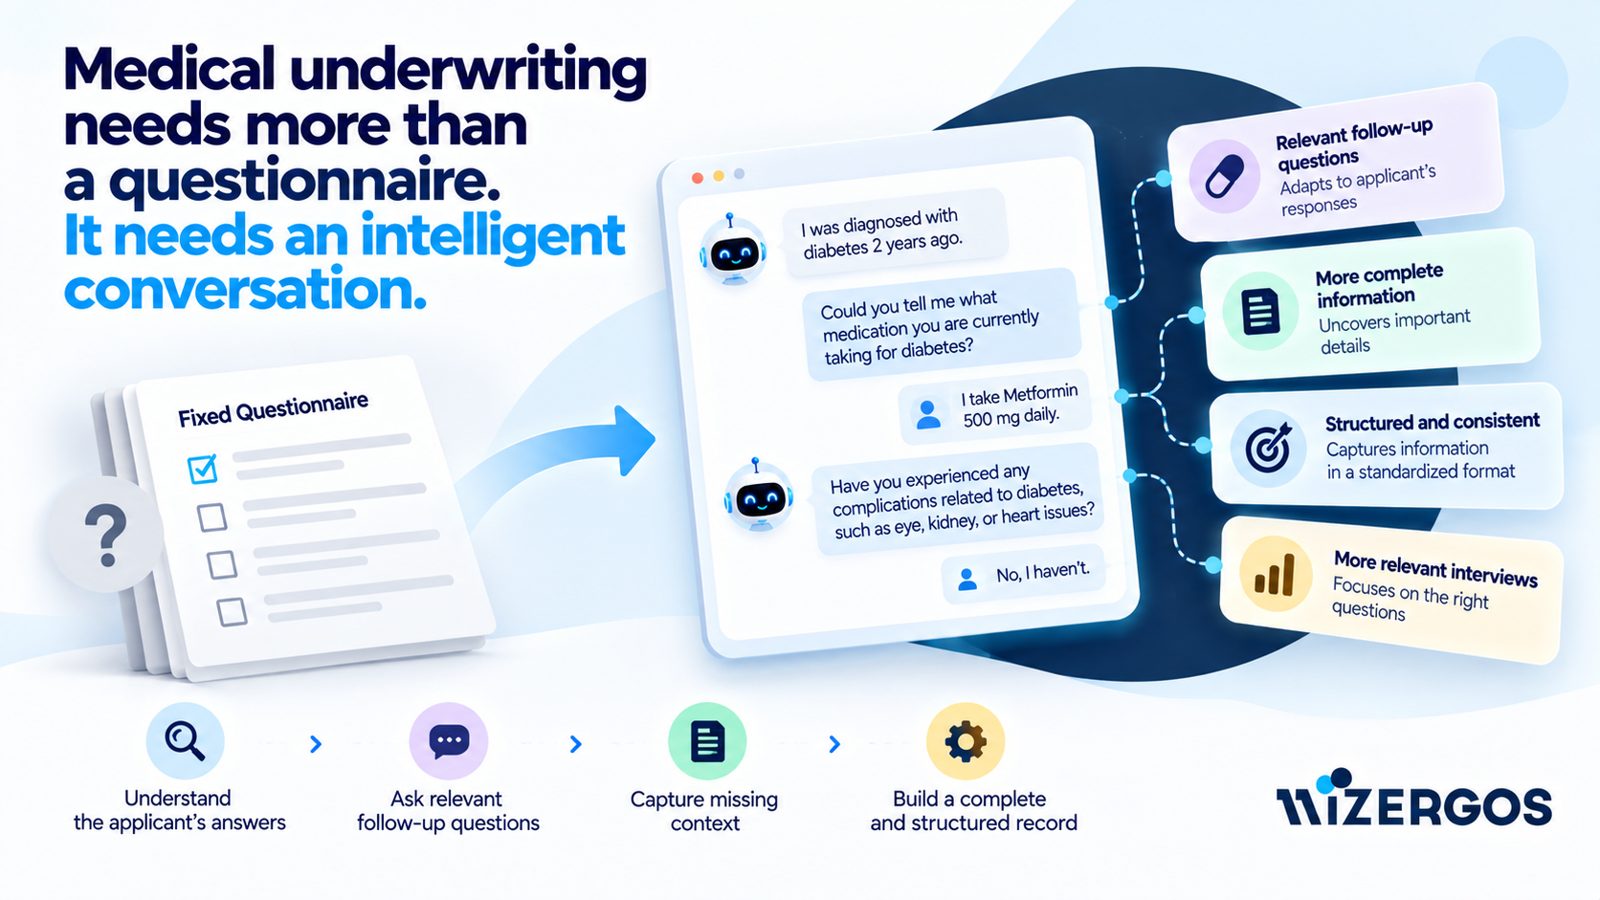 Medical underwriting
needs more than
a questionnaire.
It needs an intelligent
conversation.
Fixed Questionnaire
?
I was diagnosed with
diabetes 2 years ago.
Could you tell me what
medication you are currently
taking for diabetes?
I take Metformin
500 mg daily.
Have you experienced any
complications related to diabetes,
such as eye, kidney, or heart issues?
No, I haven't.
Relevant follow-up
questions
Adapts to applicant's
responses
More complete
information
Uncovers important
details
Structured and consistent
Captures information
in a standardized format
More relevant interviews
Focuses on the right
questions
Understand
the applicant's answers
Ask relevant
follow-up questions
Capture missing
context
Build a complete
and structured record
WIZERGOS